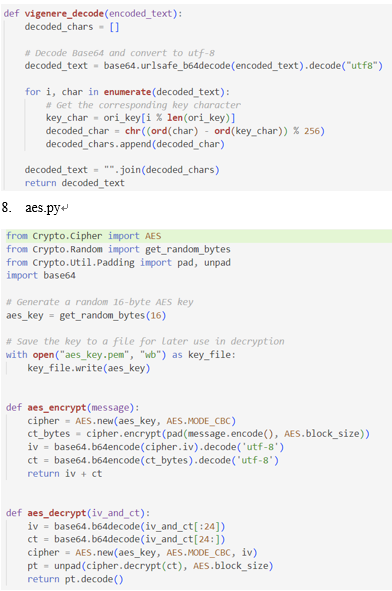 def vigenere_decode(encoded_text):
    decoded_chars = []
    # Decode Base64 and convert to utf-8
    decoded_text = base64.urlsafe_b64decode(encoded_text).decode("utf8")
    for i, char in enumerate(decoded_text):
        # Get the corresponding key character
        key_char = ori_key[i % len(ori_key)]
        decoded_char = chr((ord(char) - ord(key_char)) % 256)
        decoded_chars.append(decoded_char)
    decoded_text = "".join(decoded_chars)
    return decoded_text
8. aes.py↵
from Crypto.Cipher import AES
from Crypto.Random import get_random_bytes
from Crypto.Util.Padding import pad, unpad
import base64
# Generate a random 16-byte AES key
aes_key = get_random_bytes(16)
# Save the key to a file for later use in decryption
with open("aes_key.pem", "wb") as key_file:
    key_file.write(aes_key)
def aes_encrypt(message):
    cipher = AES.new(aes_key, AES.MODE_CBC)
    ct_bytes = cipher.encrypt(pad(message.encode(), AES.block_size))
    iv = base64.b64encode(cipher.iv).decode('utf-8')
    ct = base64.b64encode(ct_bytes).decode('utf-8')
    return iv + ct
def aes_decrypt(iv_and_ct):
    iv = base64.b64decode(iv_and_ct[:24])
    ct = base64.b64decode(iv_and_ct[24:])
    cipher = AES.new(aes_key, AES.MODE_CBC, iv)
    pt = unpad(cipher.decrypt(ct), AES.block_size)
    return pt.decode()